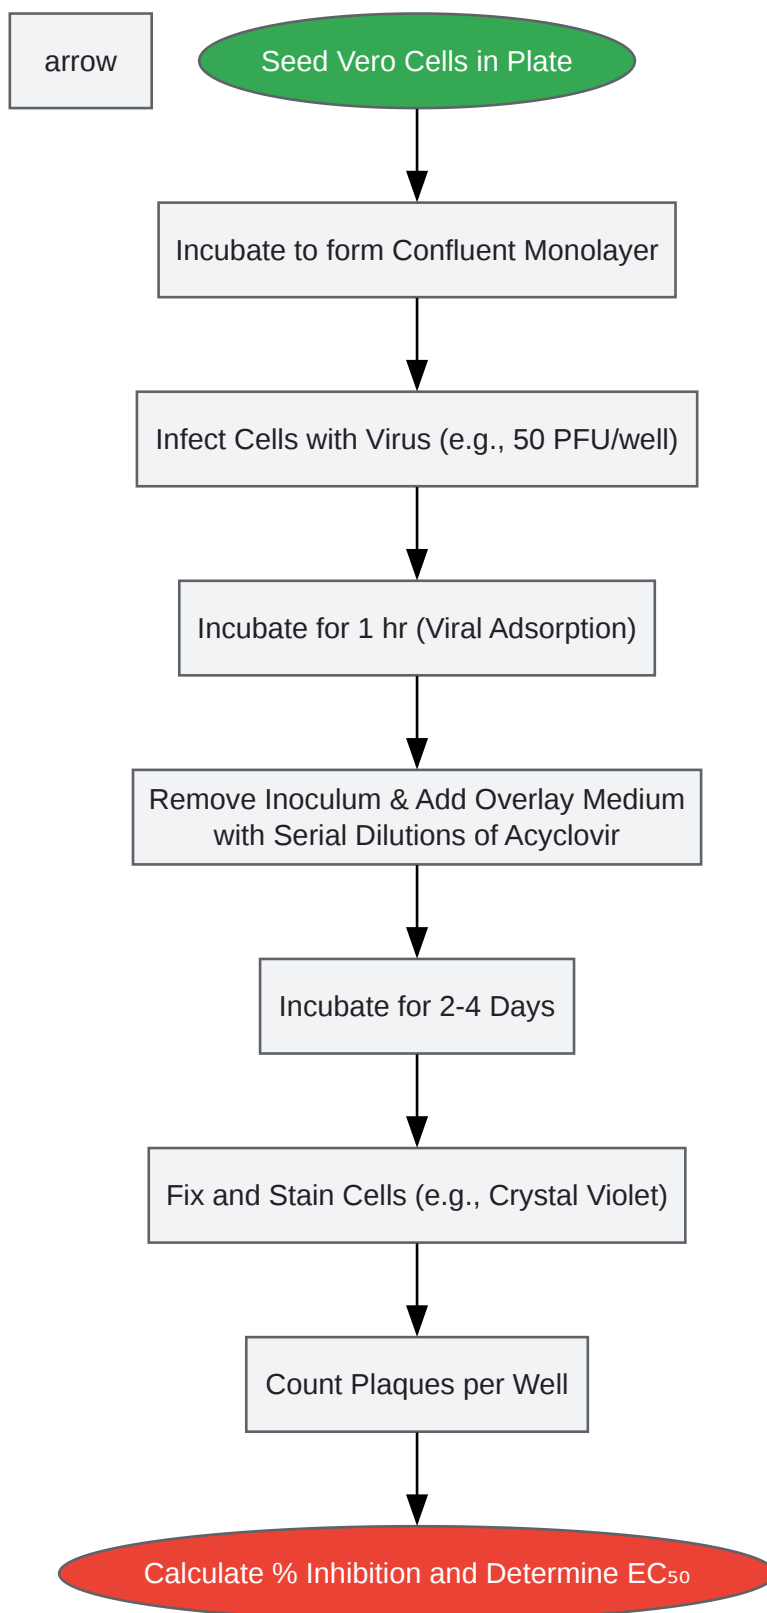 arrow
Seed Vero Cells in Plate
Incubate to form Confluent Monolayer
Infect Cells with Virus (e.g., 50 PFU/well)
Incubate for 1 hr (Viral Adsorption)
Remove Inoculum & Add Overlay Medium
with Serial Dilutions of Acyclovir
Incubate for 2-4 Days
Fix and Stain Cells (e.g., Crystal Violet)
Count Plaques per Well
Calculate % Inhibition and Determine EC₅₀